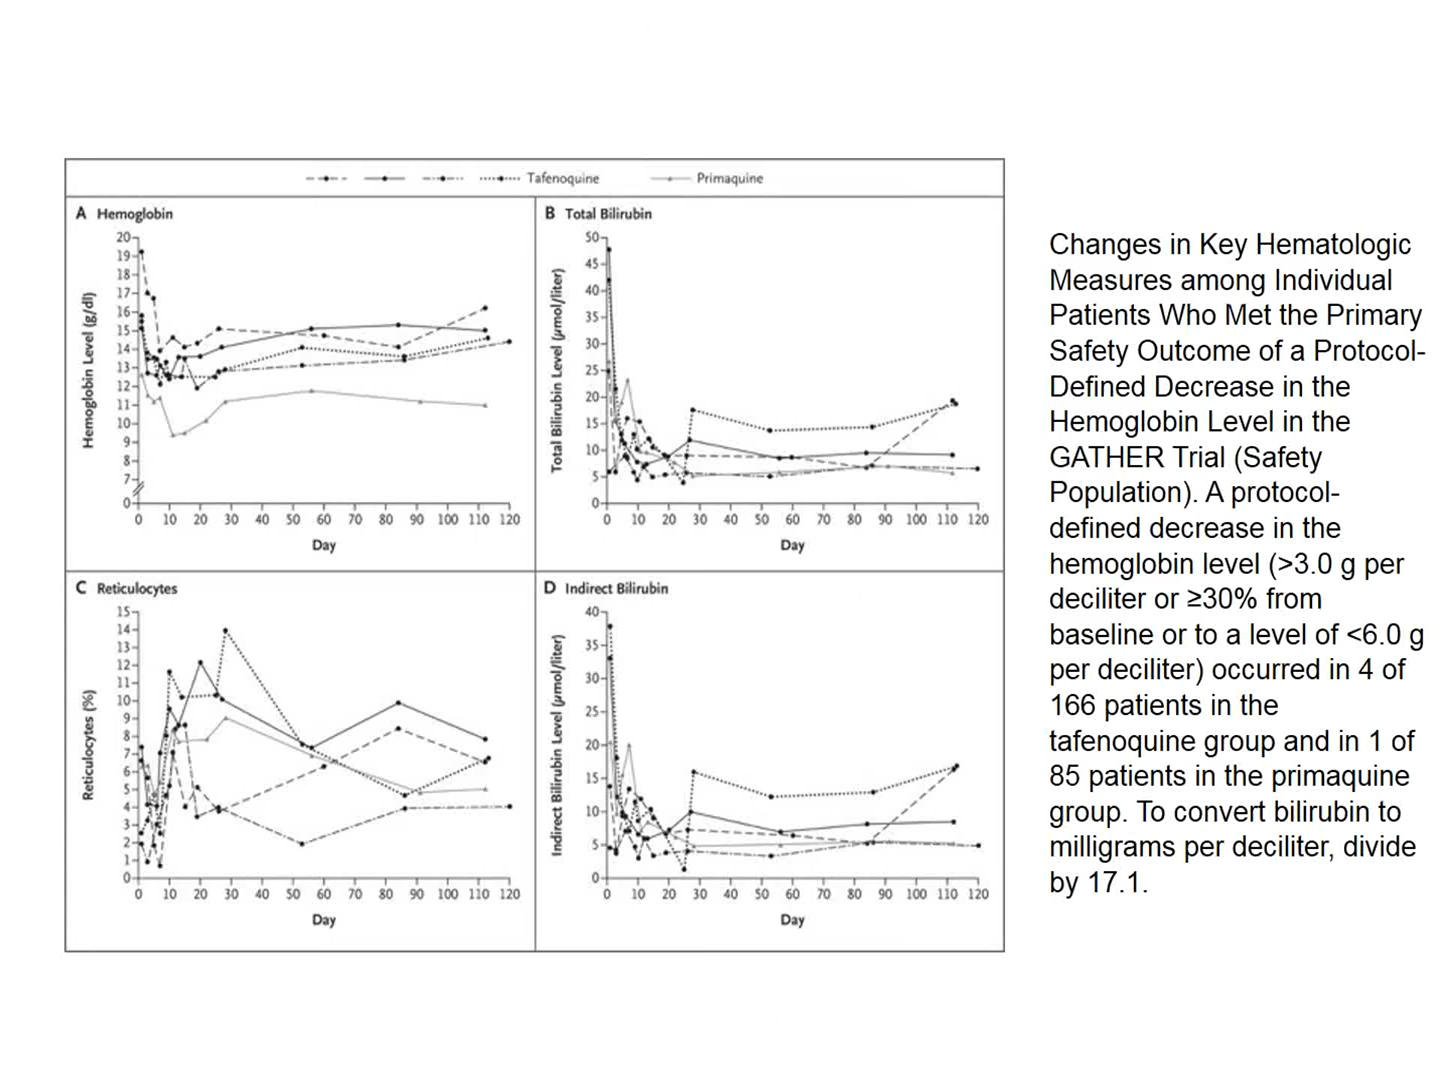 Tafenoquine Primaquine
A Hemoglobin
Hemoglobin Level (g/dl)
20
19
18
17
16
15
14
13
12
11
10
9
8
7
0
0 10 20 30 40 50 60 70 80 90 100 110 120
Day
B Total Bilirubin
Total Bilirubin Level (μmol/liter)
50
45
40
35
30
25
20
15
10
5
0
0 10 20 30 40 50 60 70 80 90 100 110 120
Day
C Reticulocytes
Reticulocytes (%)
15
14
13
12
11
10
9
8
7
6
5
4
3
2
1
0
0 10 20 30 40 50 60 70 80 90 100 110 120
Day
D Indirect Bilirubin
Indirect Bilirubin Level (μmol/liter)
40
35
30
25
20
15
10
5
0
0 10 20 30 40 50 60 70 80 90 100 110 120
Day
Changes in Key Hematologic
Measures among Individual
Patients Who Met the Primary
Safety Outcome of a Protocol-
Defined Decrease in the
Hemoglobin Level in the
GATHER Trial (Safety
Population). A protocol-
defined decrease in the
hemoglobin level (>3.0 g per
deciliter or ≥30% from
baseline or to a level of <6.0 g
per deciliter) occurred in 4 of
166 patients in the
tafenoquine group and in 1 of
85 patients in the primaquine
group. To convert bilirubin to
milligrams per deciliter, divide
by 17.1.